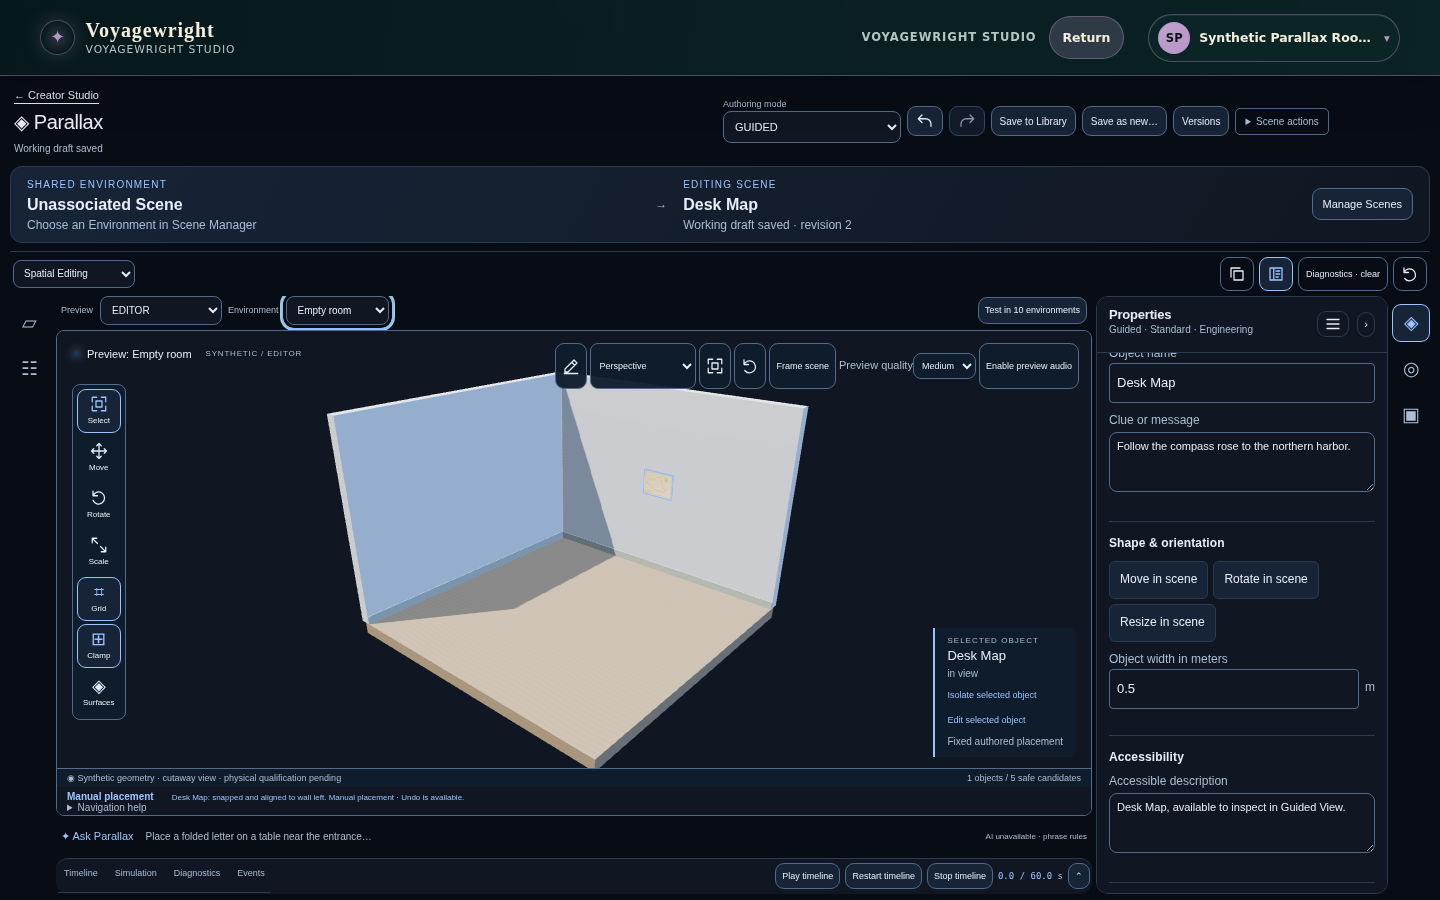 Voyagewright
VOYAGEWRIGHT STUDIO
VOYAGEWRIGHT STUDIO
Return
SP
Synthetic Parallax Roo…
← Creator Studio
◈ Parallax
Working draft saved
Authoring mode
GUIDED
Save to Library
Save as new…
Versions
Scene actions
SHARED ENVIRONMENT
Unassociated Scene
Choose an Environment in Scene Manager
→
EDITING SCENE
Desk Map
Working draft saved · revision 2
Manage Scenes
Spatial Editing
Diagnostics · clear
Preview
EDITOR
Environment
Empty room
Test in 10 environments
Preview: Empty room
SYNTHETIC / EDITOR
Perspective
Frame scene
Preview quality
Medium
Enable preview audio
Select
Move
Rotate
Scale
Grid
Clamp
Surfaces
SELECTED OBJECT
Desk Map
in view
Isolate selected object
Edit selected object
Fixed authored placement
◉ Synthetic geometry · cutaway view · physical qualification pending
1 objects / 5 safe candidates
Manual placement
Desk Map: snapped and aligned to wall left. Manual placement · Undo is available.
Navigation help
✦ Ask Parallax
Place a folded letter on a table near the entrance…
AI unavailable · phrase rules
Timeline
Simulation
Diagnostics
Events
Play timeline
Restart timeline
Stop timeline
0.0 / 60.0 s
Properties
Guided · Standard · Engineering
Object name
Desk Map
Clue or message
Follow the compass rose to the northern harbor.
Shape & orientation
Move in scene
Rotate in scene
Resize in scene
Object width in meters
0.5
m
Accessibility
Accessible description
Desk Map, available to inspect in Guided View.